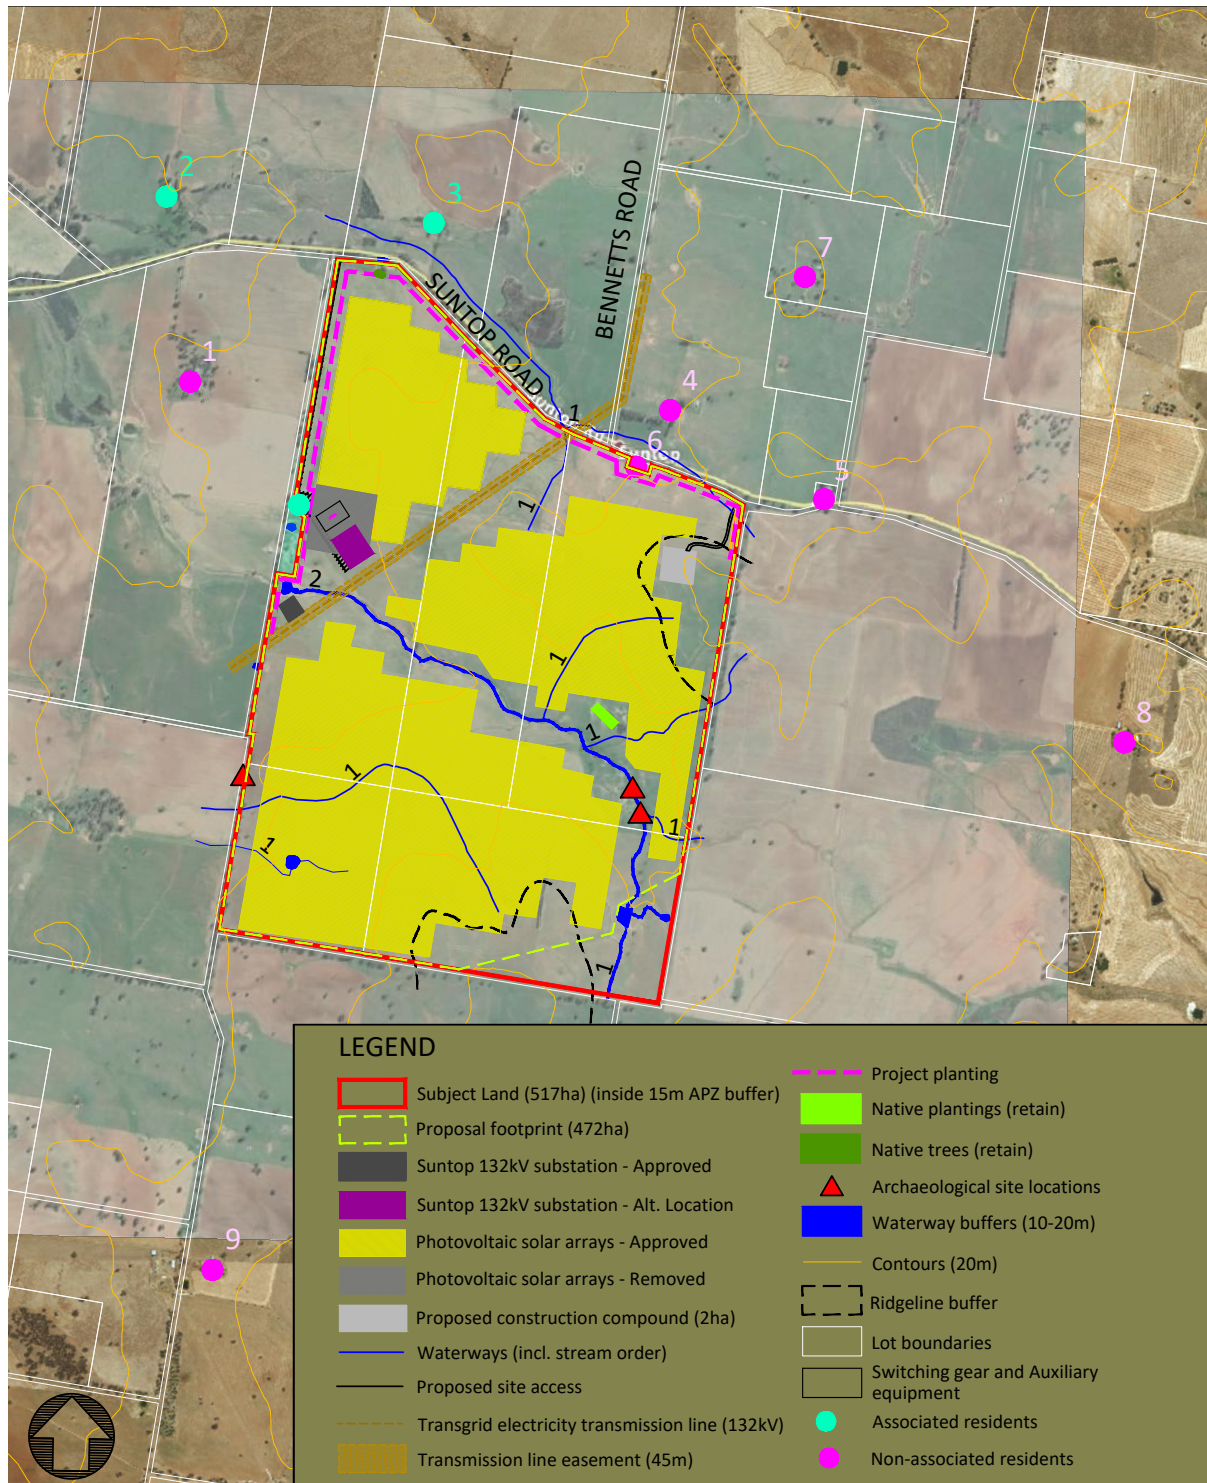 2
3
7
1
4
6
5
8
9
SUNTOP ROAD
BENNETTS ROAD
1
1
2
1
1
1
1
1
1
LEGEND
Subject Land (517ha) (inside 15m APZ buffer)
Proposal footprint (472ha)
Suntop 132kV substation - Approved
Suntop 132kV substation - Alt. Location
Photovoltaic solar arrays - Approved
Photovoltaic solar arrays - Removed
Proposed construction compound (2ha)
Waterways (incl. stream order)
Proposed site access
Transgrid electricity transmission line (132kV)
Transmission line easement (45m)
Project planting
Native plantings (retain)
Native trees (retain)
Archaeological site locations
Waterway buffers (10-20m)
Contours (20m)
Ridgeline buffer
Lot boundaries
Switching gear and Auxiliary
equipment
Associated residents
Non-associated residents